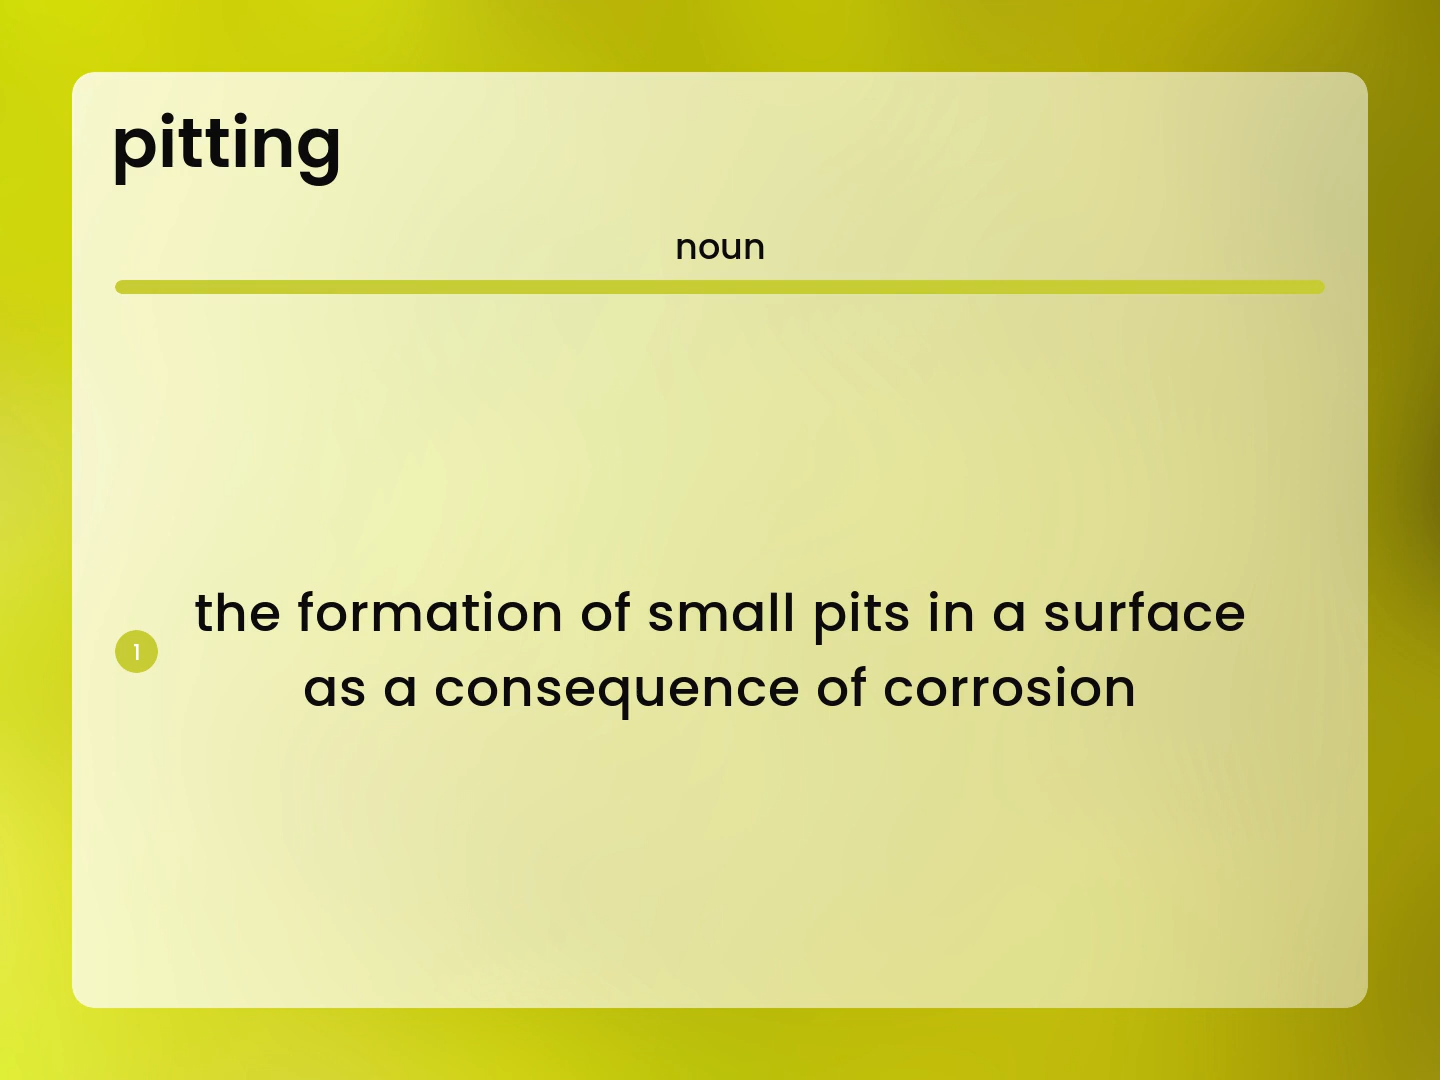 pitting
noun
1
the formation of small pits in a surface
as a consequence of corrosion